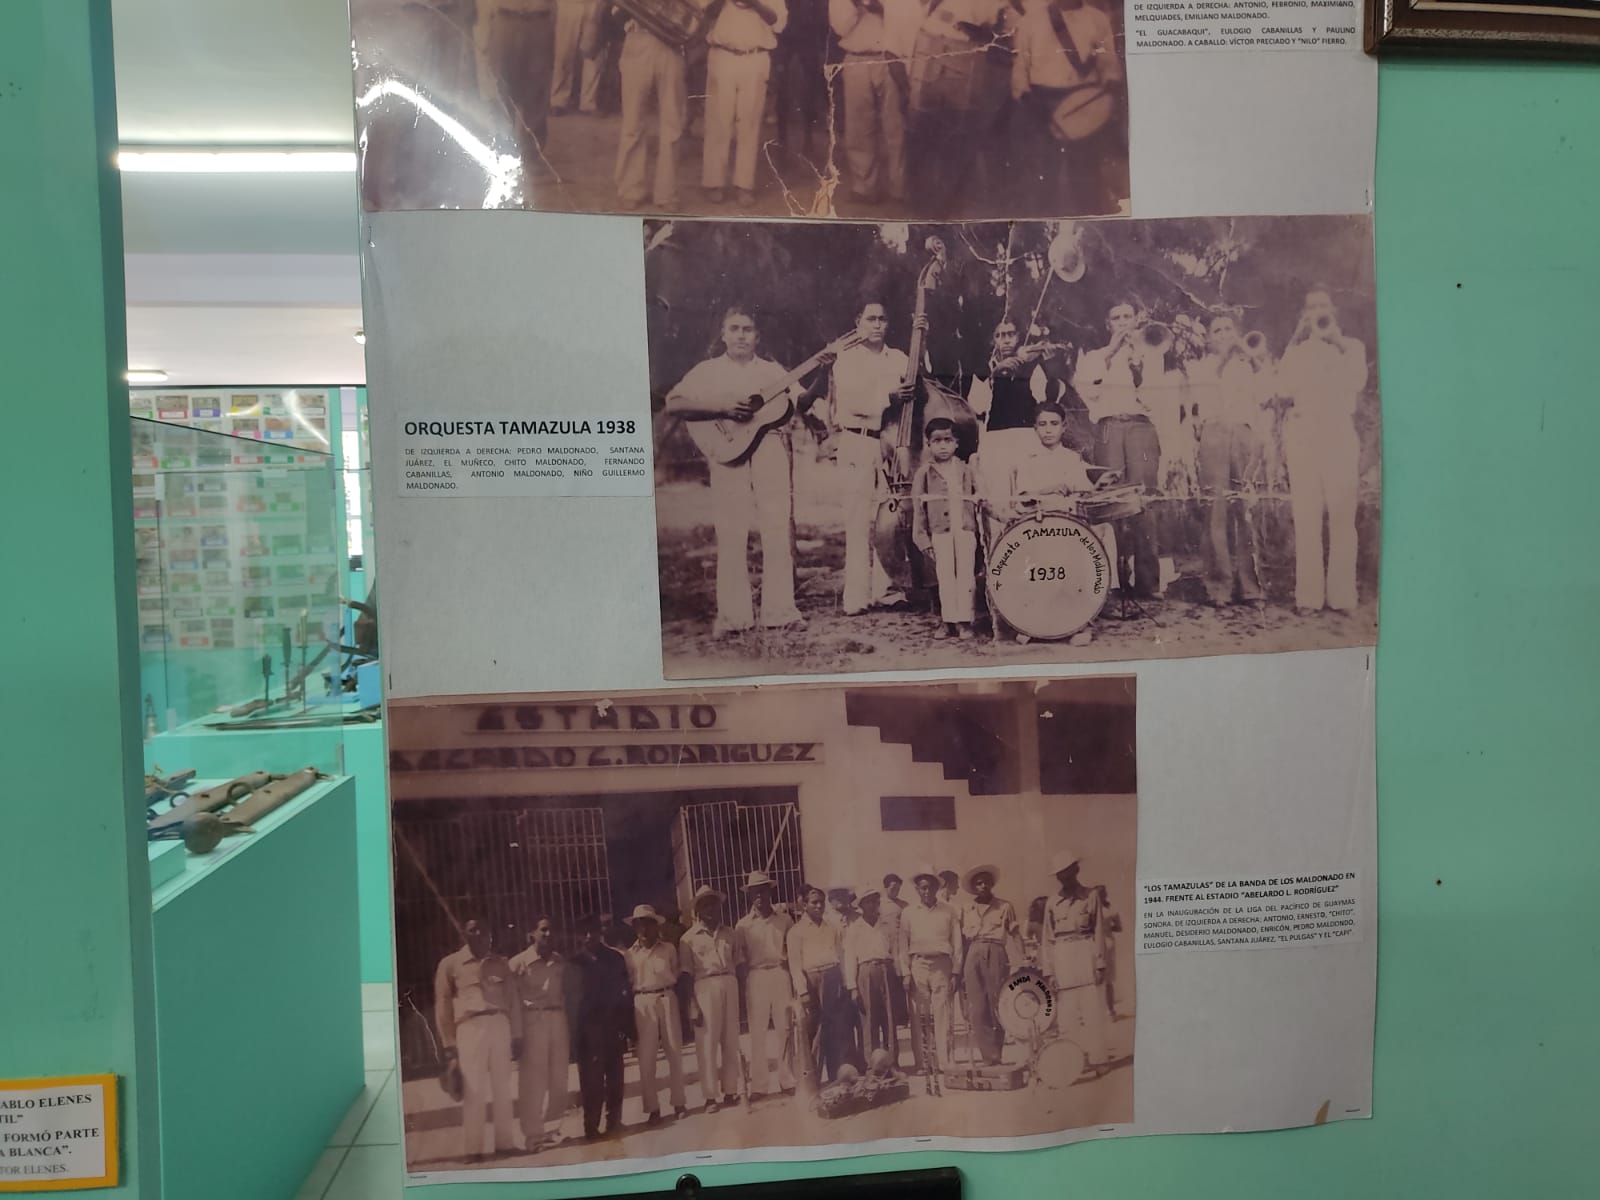 DE IZQUIERDA A DERECHA: ANTONIO, FEBRONIO, MAXIMIANO,
MELQUIADES, EMILIANO MALDONADO.
"EL GUACABAQUI", EULOGIO CABANILLAS Y PAULINO
MALDONADO. A CABALLO: VÍCTOR PRECIADO Y "NILO" FIERRO.
ORQUESTA TAMAZULA 1938
DE IZQUIERDA A DERECHA: PEDRO MALDONADO, SANTANA
JUÁREZ, EL MUÑECO, CHITO MALDONADO, FERNANDO
CABANILLAS, ANTONIO MALDONADO, NIÑO GUILLERMO
MALDONADO.
Orquesta TAMAZULA de los Maldonado
1938
ESTADIO
ABELARDO L. RODRIGUEZ
BANDA MALDONADO
"LOS TAMAZULAS" DE LA BANDA DE LOS MALDONADO EN
1944. FRENTE AL ESTADIO "ABELARDO L. RODRÍGUEZ"
EN LA INAUGURACIÓN DE LA LIGA DEL PACÍFICO DE GUAYMAS
SONORA. DE IZQUIERDA A DERECHA: ANTONIO, ERNESTO, "CHITO",
MANUEL, DESIDERIO MALDONADO, ENRICÓN, PEDRO MALDONDO,
EULOGIO CABANILLAS, SANTANA JUÁREZ, "EL PULGAS" Y EL "CAPI".
ABLO ELENES
TIL"
FORMÓ PARTE
A BLANCA".
TOR ELENES.